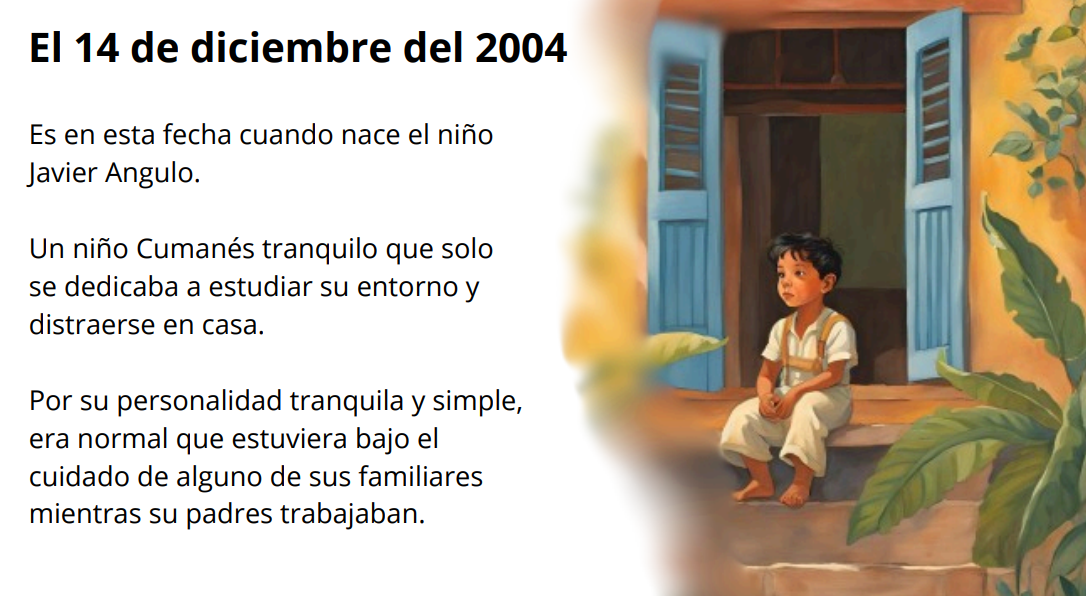 El 14 de diciembre del 2004
Es en esta fecha cuando nace el niño
Javier Angulo.
Un niño Cumanés tranquilo que solo
se dedicaba a estudiar su entorno y
distraerse en casa.
Por su personalidad tranquila y simple,
era normal que estuviera bajo el
cuidado de alguno de sus familiares
mientras su padres trabajaban.